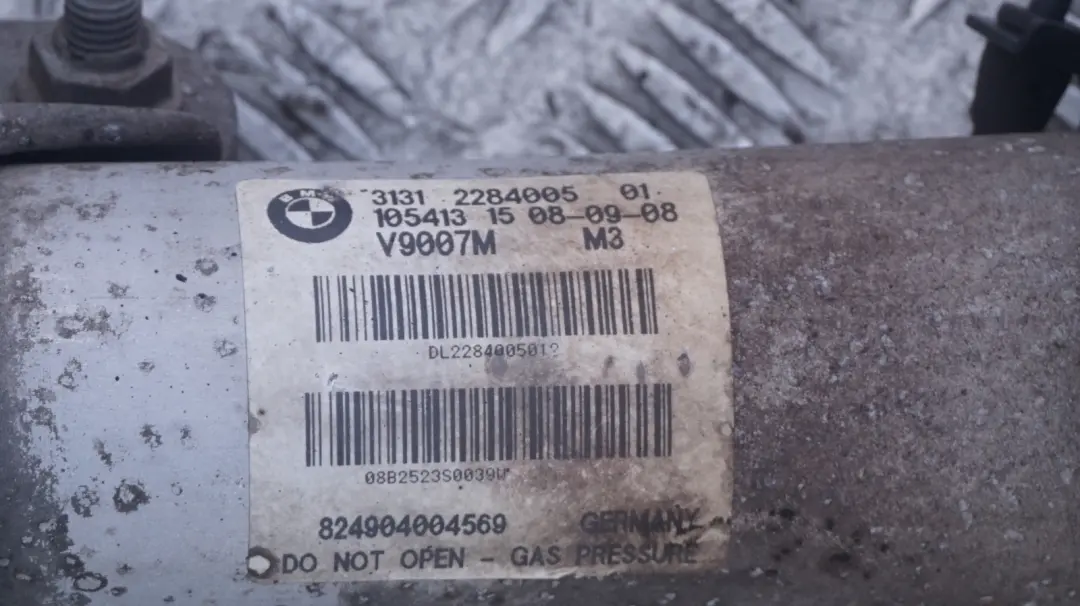 BMW
3131 2284005 01
105413 15 08-09-08
V9007M M3
DL2284005012
08B2523S0039W
824904004569 GERMANY
DO NOT OPEN - GAS PRESSURE